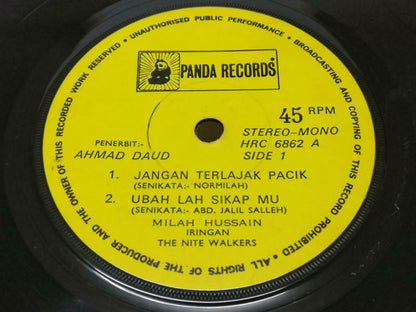 ALL RIGHTS OF THE PRODUCER AND THE OWNER OF THIS RECORDED WORK RESERVED • UNAUTHORISED PUBLIC PERFORMANCE • BROADCASTING AND COPYING OF THIS RECORD PROHIBITED •
PANDA RECORDS
45 RPM
STEREO-MONO
PENERBIT:- HRC 6862 A
AHMAD DAUD SIDE 1
1. JANGAN TERLAJAK PACIK
(SENIKATA:- NORMILAH)
2. UBAH LAH SIKAP MU
(SENIKATA:- ABD. JALIL SALLEH)
MILAH HUSSAIN
IRINGAN
THE NITE WALKERS